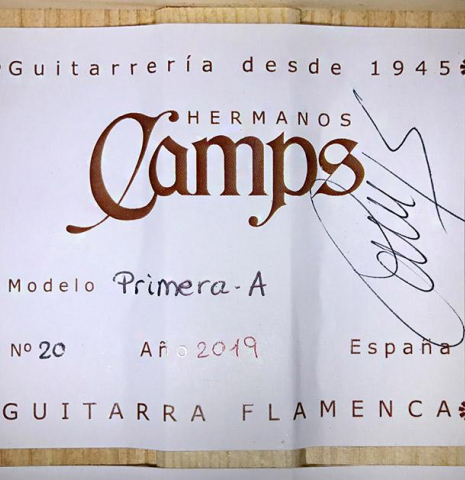 Guitarrería desde 1945
HERMANOS
Camps
Modelo Primera-A
Nº 20 Año 2019 España
GUITARRA FLAMENCA